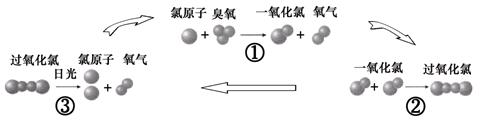 氯原子 臭氧 一氧化氯 氧气
+ → +
①
过氧化氯 日光 氯原子 氧气
→ +
③
一氧化氯 过氧化氯
+ →
②